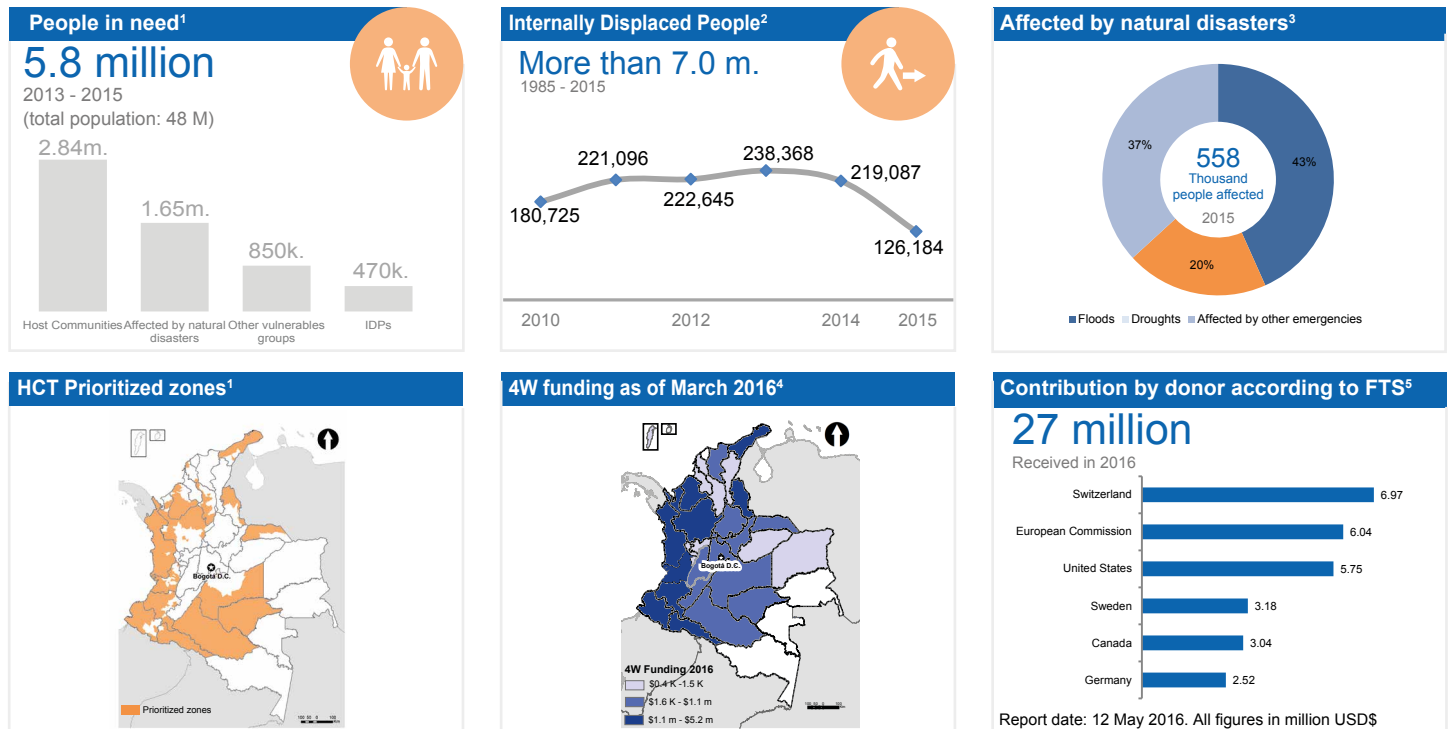 People in need1
5.8 million
2013 - 2015
(total population: 48 M)
2.84m.
1.65m.
850k.
470k.
Host Communities
Affected by natural
disasters
Other vulnerables
groups
IDPs
Internally Displaced People2
More than 7.0 m.
1985 - 2015
180,725
221,096
222,645
238,368
219,087
126,184
2010
2012
2014
2015
Affected by natural disasters3
37%
43%
20%
558
Thousand
people affected
2015
Floods
Droughts
Affected by other emergencies
HCT Prioritized zones1
Bogotá D.C.
Prioritized zones
100 50 0 100
4W funding as of March 20164
Bogotá D.C.
4W Funding 2016
$0.4 K -1.5 K
$1.6 K - $1.1 m
$1.1 m - $5.2 m
Contribution by donor according to FTS5
27 million
Received in 2016
Switzerland 6.97
European Commission 6.04
United States 5.75
Sweden 3.18
Canada 3.04
Germany 2.52
Report date: 12 May 2016. All figures in million USD$